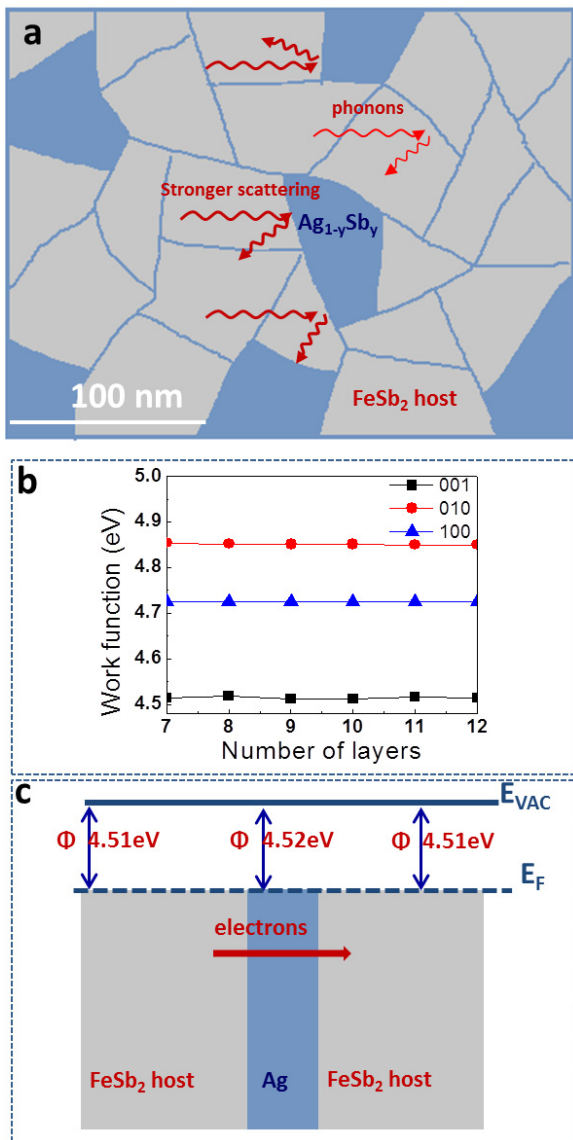 a
phonons
Stronger scattering
Ag1-ySby
100 nm
FeSb2 host
b
Work function (eV)
5.0
4.9
4.8
4.7
4.6
4.5
001
010
100
7 8 9 10 11 12
Number of layers
c
EVAC
Φ 4.51eV Φ 4.52eV Φ 4.51eV
EF
electrons
FeSb2 host Ag FeSb2 host